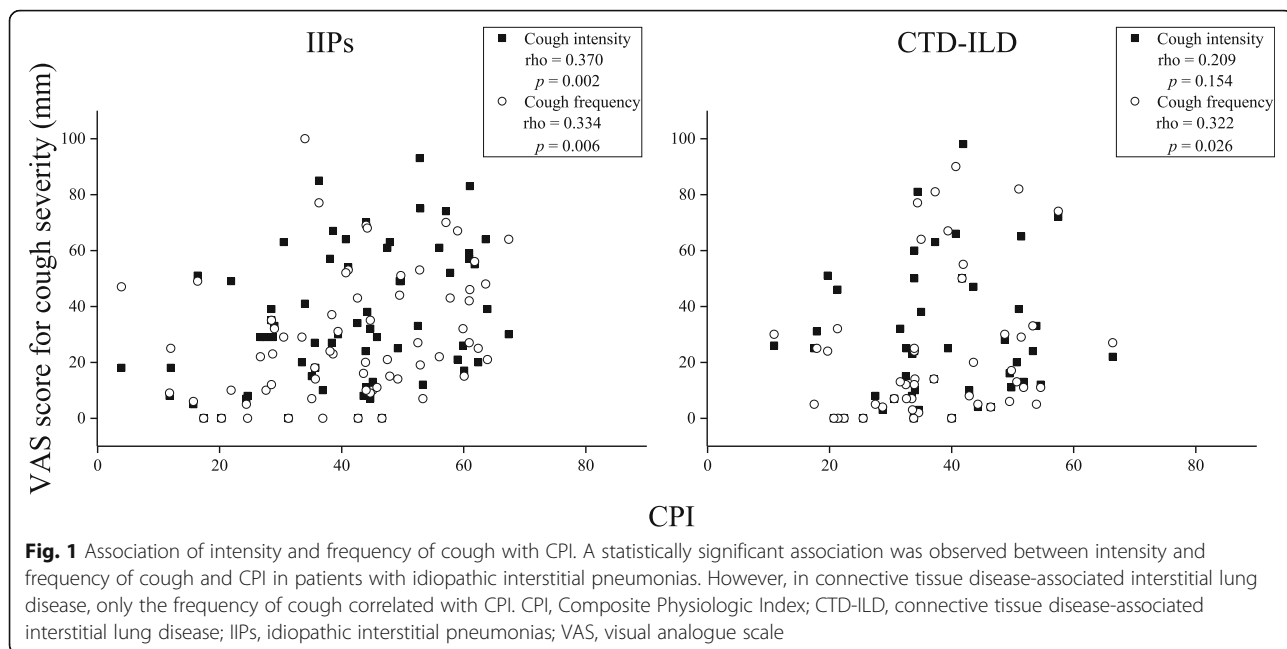 IIPs
Cough intensity
rho = 0.370
p = 0.002
Cough frequency
rho = 0.334
p = 0.006
CTD-ILD
Cough intensity
rho = 0.209
p = 0.154
Cough frequency
rho = 0.322
p = 0.026
VAS score for cough severity (mm)
100
80
60
40
20
0
0 20 40 60 80
100
80
60
40
20
0
0 20 40 60 80
CPI
Fig. 1 Association of intensity and frequency of cough with CPI. A statistically significant association was observed between intensity and
frequency of cough and CPI in patients with idiopathic interstitial pneumonias. However, in connective tissue disease-associated interstitial lung
disease, only the frequency of cough correlated with CPI. CPI, Composite Physiologic Index; CTD-ILD, connective tissue disease-associated
interstitial lung disease; IIPs, idiopathic interstitial pneumonias; VAS, visual analogue scale